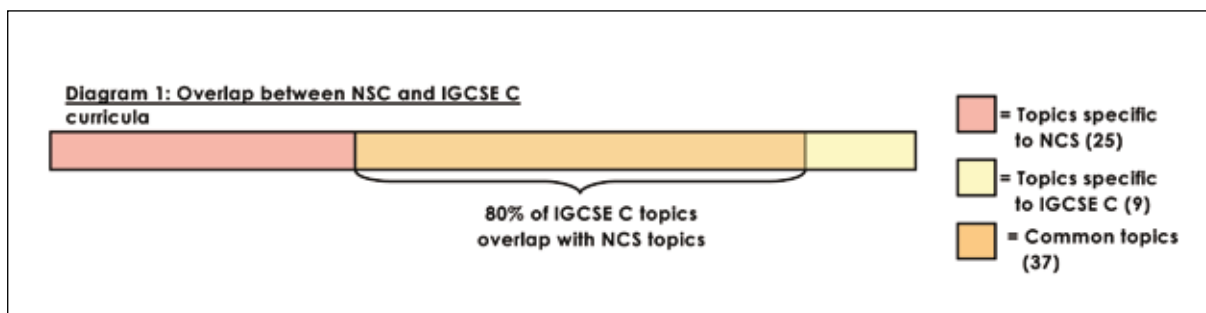 Diagram 1: Overlap between NSC and IGCSE C
curricula
80% of IGCSE C topics
overlap with NCS topics
= Topics specific
to NCS (25)
= Topics specific
to IGCSE C (9)
= Common topics
(37)